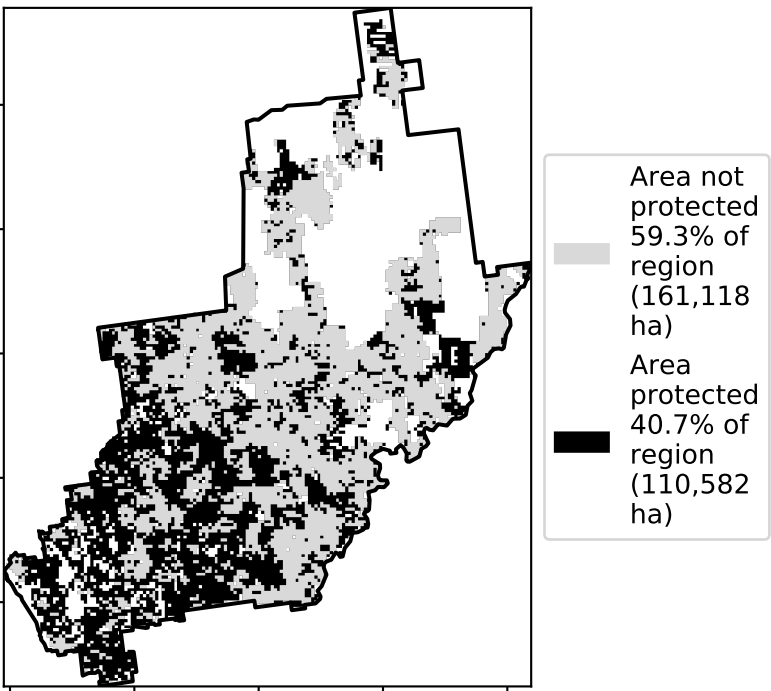 Area not
protected
59.3% of
region
(161,118
ha)
Area
protected
40.7% of
region
(110,582
ha)